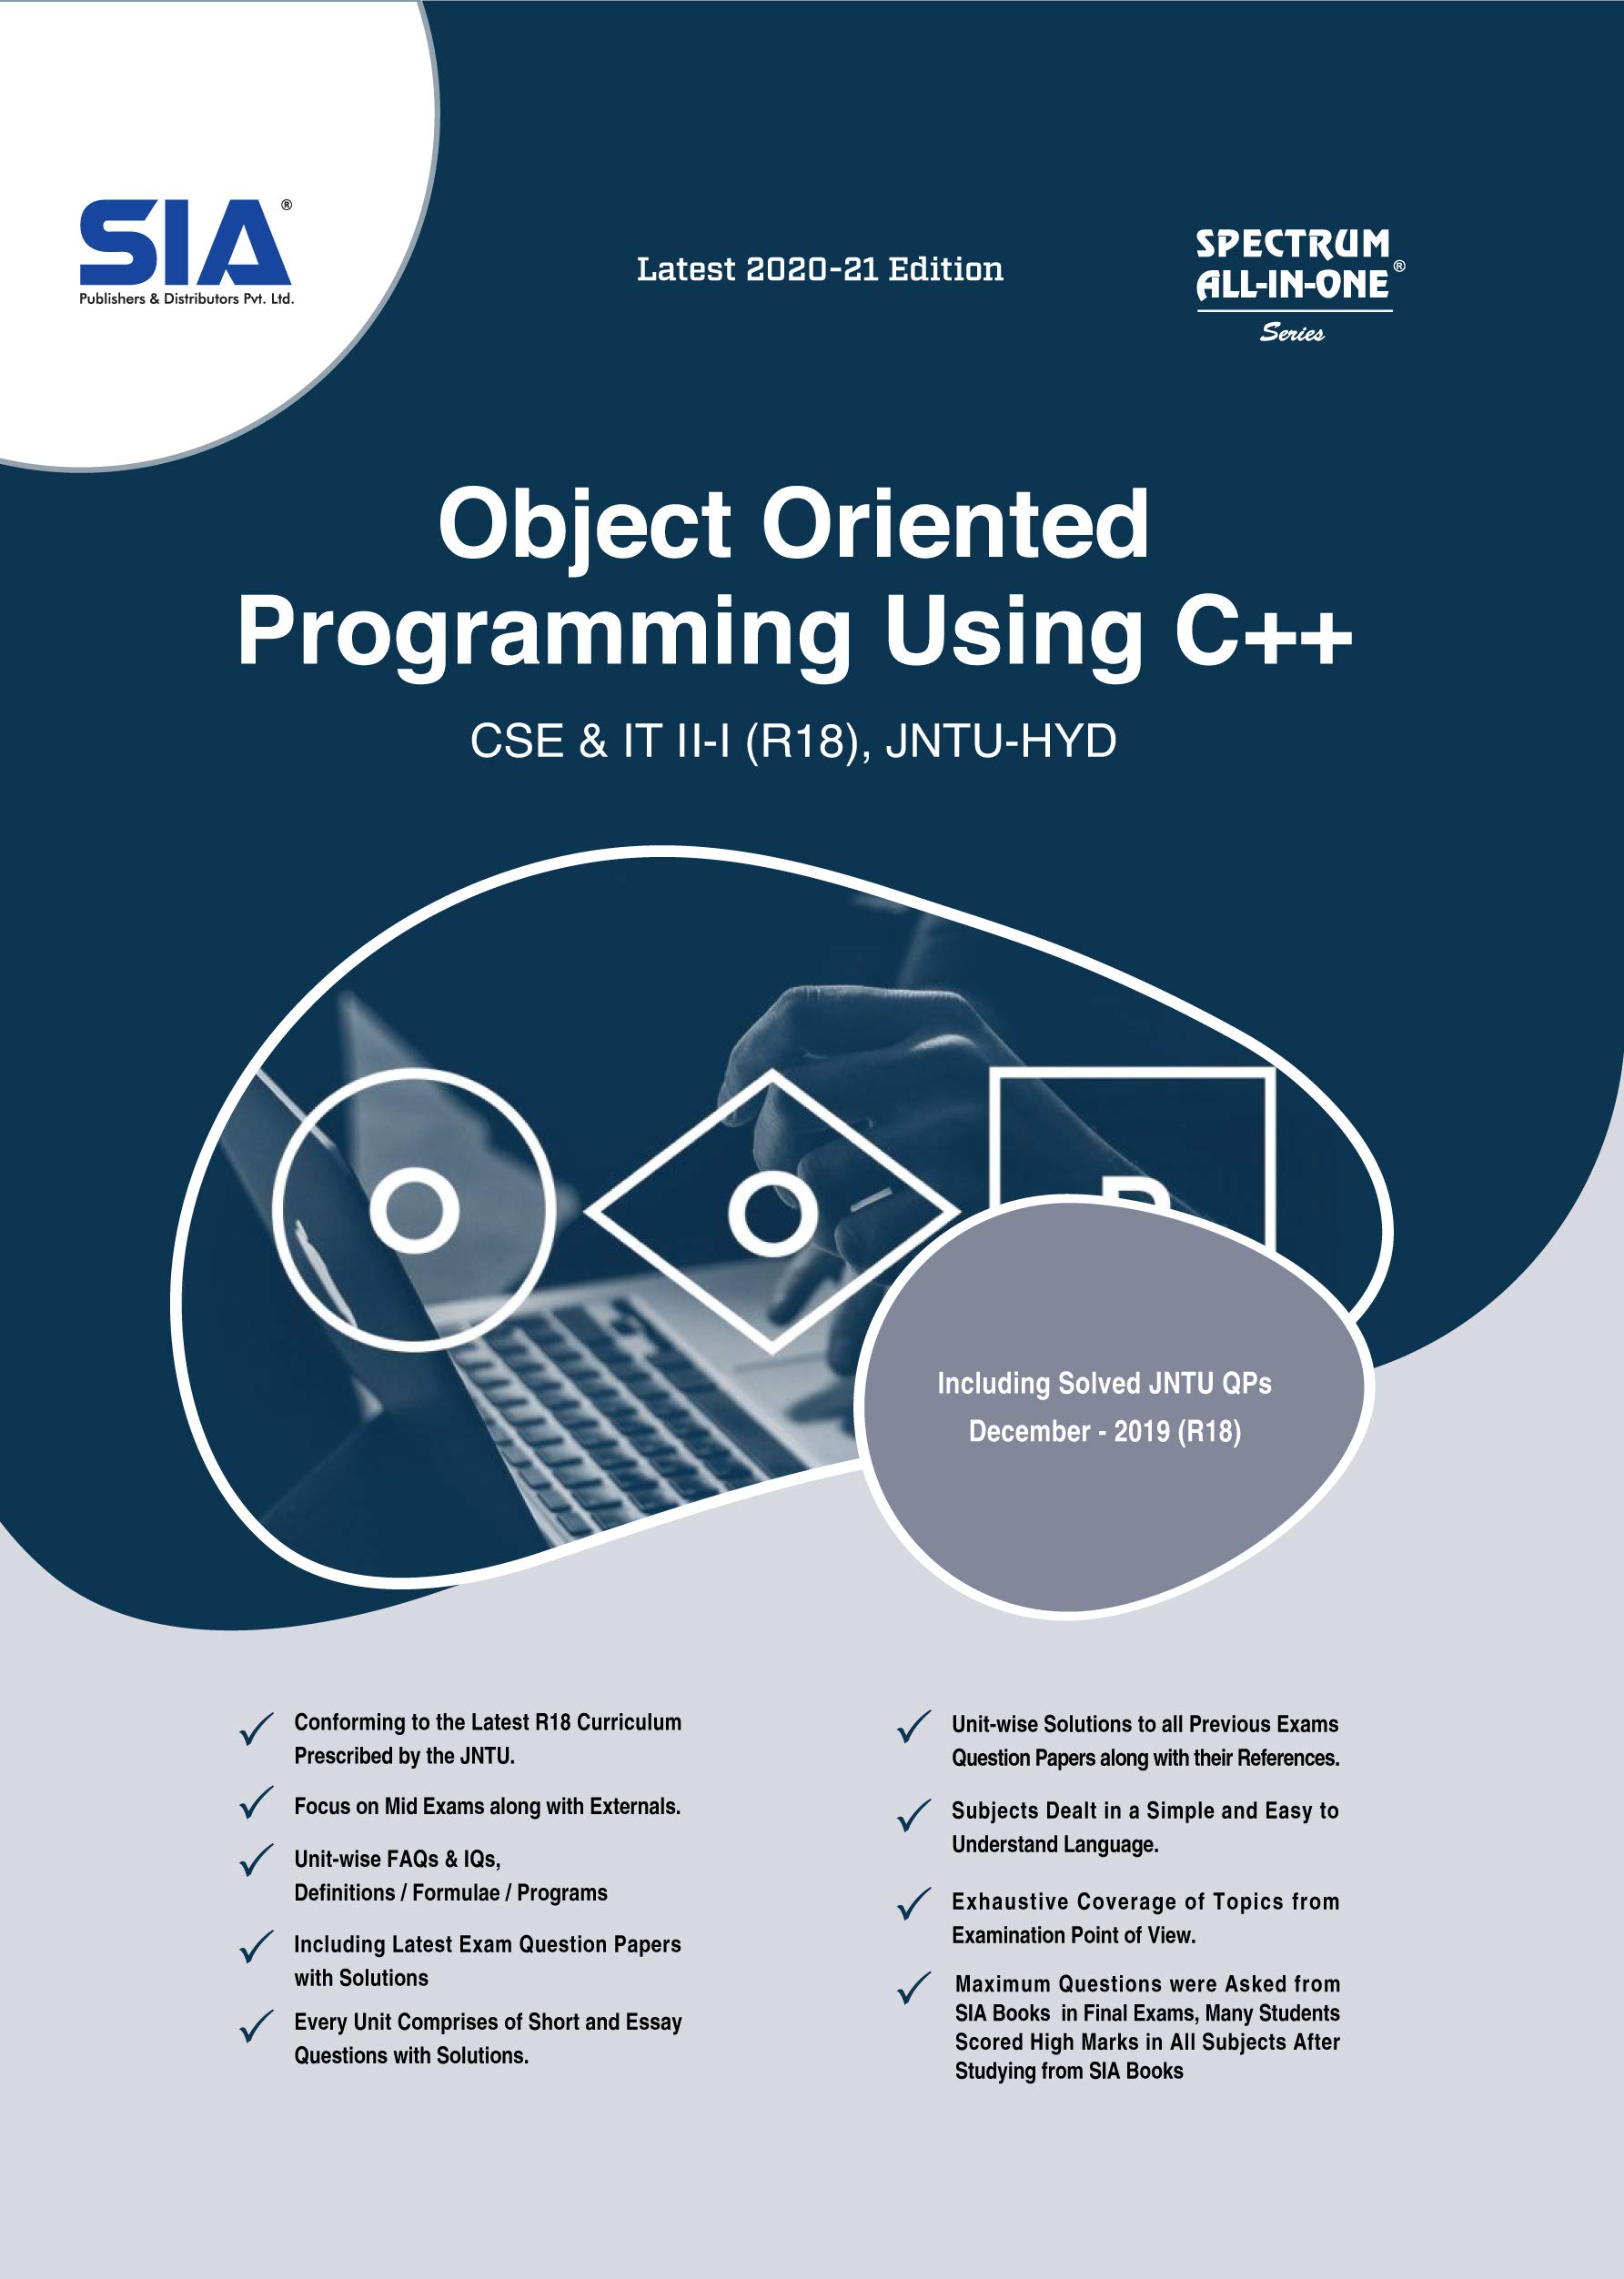 SIA®
Publishers & Distributors Pvt. Ltd.
Latest 2020-21 Edition
SPECTRUM
ALL-IN-ONE®
Series
Object Oriented
Programming Using C++
CSE & IT II-I (R18), JNTU-HYD
O O P
Including Solved JNTU QPs
December - 2019 (R18)
Conforming to the Latest R18 Curriculum
Prescribed by the JNTU.
Focus on Mid Exams along with Externals.
Unit-wise FAQs & IQs,
Definitions / Formulae / Programs
Including Latest Exam Question Papers
with Solutions
Every Unit Comprises of Short and Essay
Questions with Solutions.
Unit-wise Solutions to all Previous Exams
Question Papers along with their References.
Subjects Dealt in a Simple and Easy to
Understand Language.
Exhaustive Coverage of Topics from
Examination Point of View.
Maximum Questions were Asked from
SIA Books in Final Exams, Many Students
Scored High Marks in All Subjects After
Studying from SIA Books